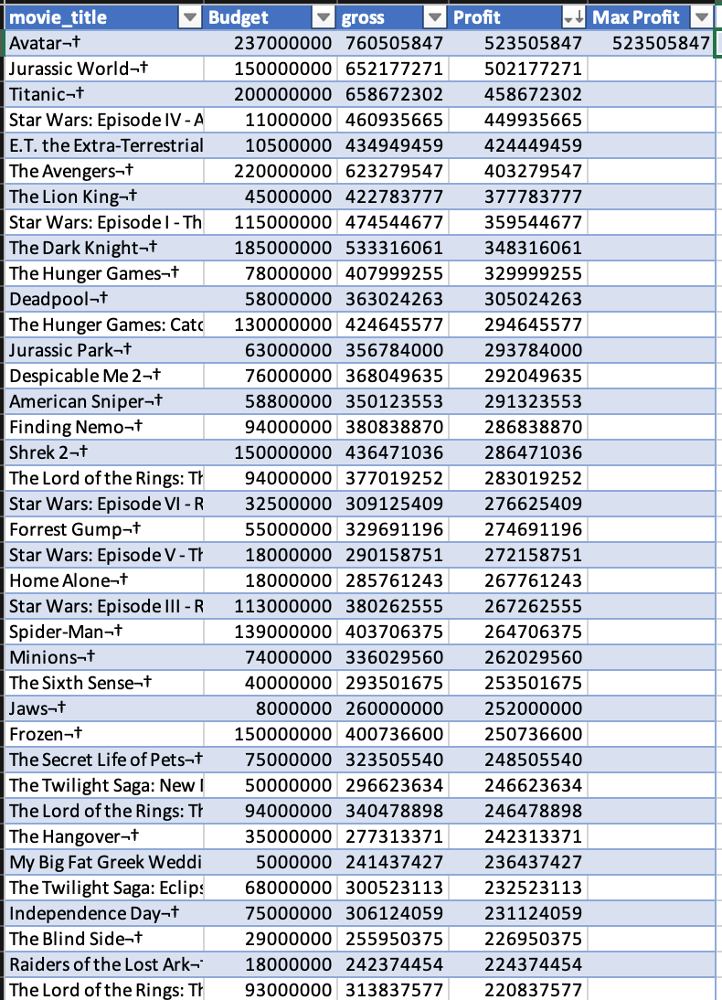 movie_title Budget gross Profit Max Profit
Avatar¬† 237000000 760505847 523505847 523505847
Jurassic World¬† 150000000 652177271 502177271
Titanic¬† 200000000 658672302 458672302
Star Wars: Episode IV - A 11000000 460935665 449935665
E.T. the Extra-Terrestrial 10500000 434949459 424449459
The Avengers¬† 220000000 623279547 403279547
The Lion King¬† 45000000 422783777 377783777
Star Wars: Episode I - Th 115000000 474544677 359544677
The Dark Knight¬† 185000000 533316061 348316061
The Hunger Games¬† 78000000 407999255 329999255
Deadpool¬† 58000000 363024263 305024263
The Hunger Games: Catc 130000000 424645577 294645577
Jurassic Park¬† 63000000 356784000 293784000
Despicable Me 2¬† 76000000 368049635 292049635
American Sniper¬† 58800000 350123553 291323553
Finding Nemo¬† 94000000 380838870 286838870
Shrek 2¬† 150000000 436471036 286471036
The Lord of the Rings: Th 94000000 377019252 283019252
Star Wars: Episode VI - R 32500000 309125409 276625409
Forrest Gump¬† 55000000 329691196 274691196
Star Wars: Episode V - Th 18000000 290158751 272158751
Home Alone¬† 18000000 285761243 267761243
Star Wars: Episode III - R 113000000 380262555 267262555
Spider-Man¬† 139000000 403706375 264706375
Minions¬† 74000000 336029560 262029560
The Sixth Sense¬† 40000000 293501675 253501675
Jaws¬† 8000000 260000000 252000000
Frozen¬† 150000000 400736600 250736600
The Secret Life of Pets¬† 75000000 323505540 248505540
The Twilight Saga: New 50000000 296623634 246623634
The Lord of the Rings: Th 94000000 340478898 246478898
The Hangover¬† 35000000 277313371 242313371
My Big Fat Greek Weddi 5000000 241437427 236437427
The Twilight Saga: Eclips 68000000 300523113 232523113
Independence Day¬† 75000000 306124059 231124059
The Blind Side¬† 29000000 255950375 226950375
Raiders of the Lost Ark¬† 18000000 242374454 224374454
The Lord of the Rings: Th 93000000 313837577 220837577